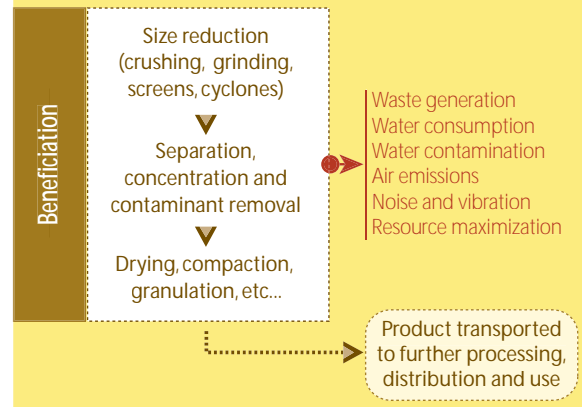 Beneficiation
Size reduction
(crushing, grinding,
screens, cyclones)
Separation,
concentration and
contaminant removal
Drying, compaction,
granulation, etc...
Waste generation
Water consumption
Water contamination
Air emissions
Noise and vibration
Resource maximization
Product transported
to further processing,
distribution and use